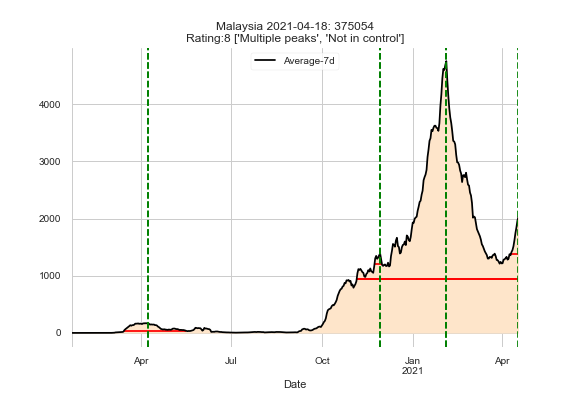 Malaysia 2021-04-18: 375054
Rating:8 ['Multiple peaks', 'Not in control']
Average-7d
4000
3000
2000
1000
0
Apr
Jul
Oct
Jan
2021
Apr
Date